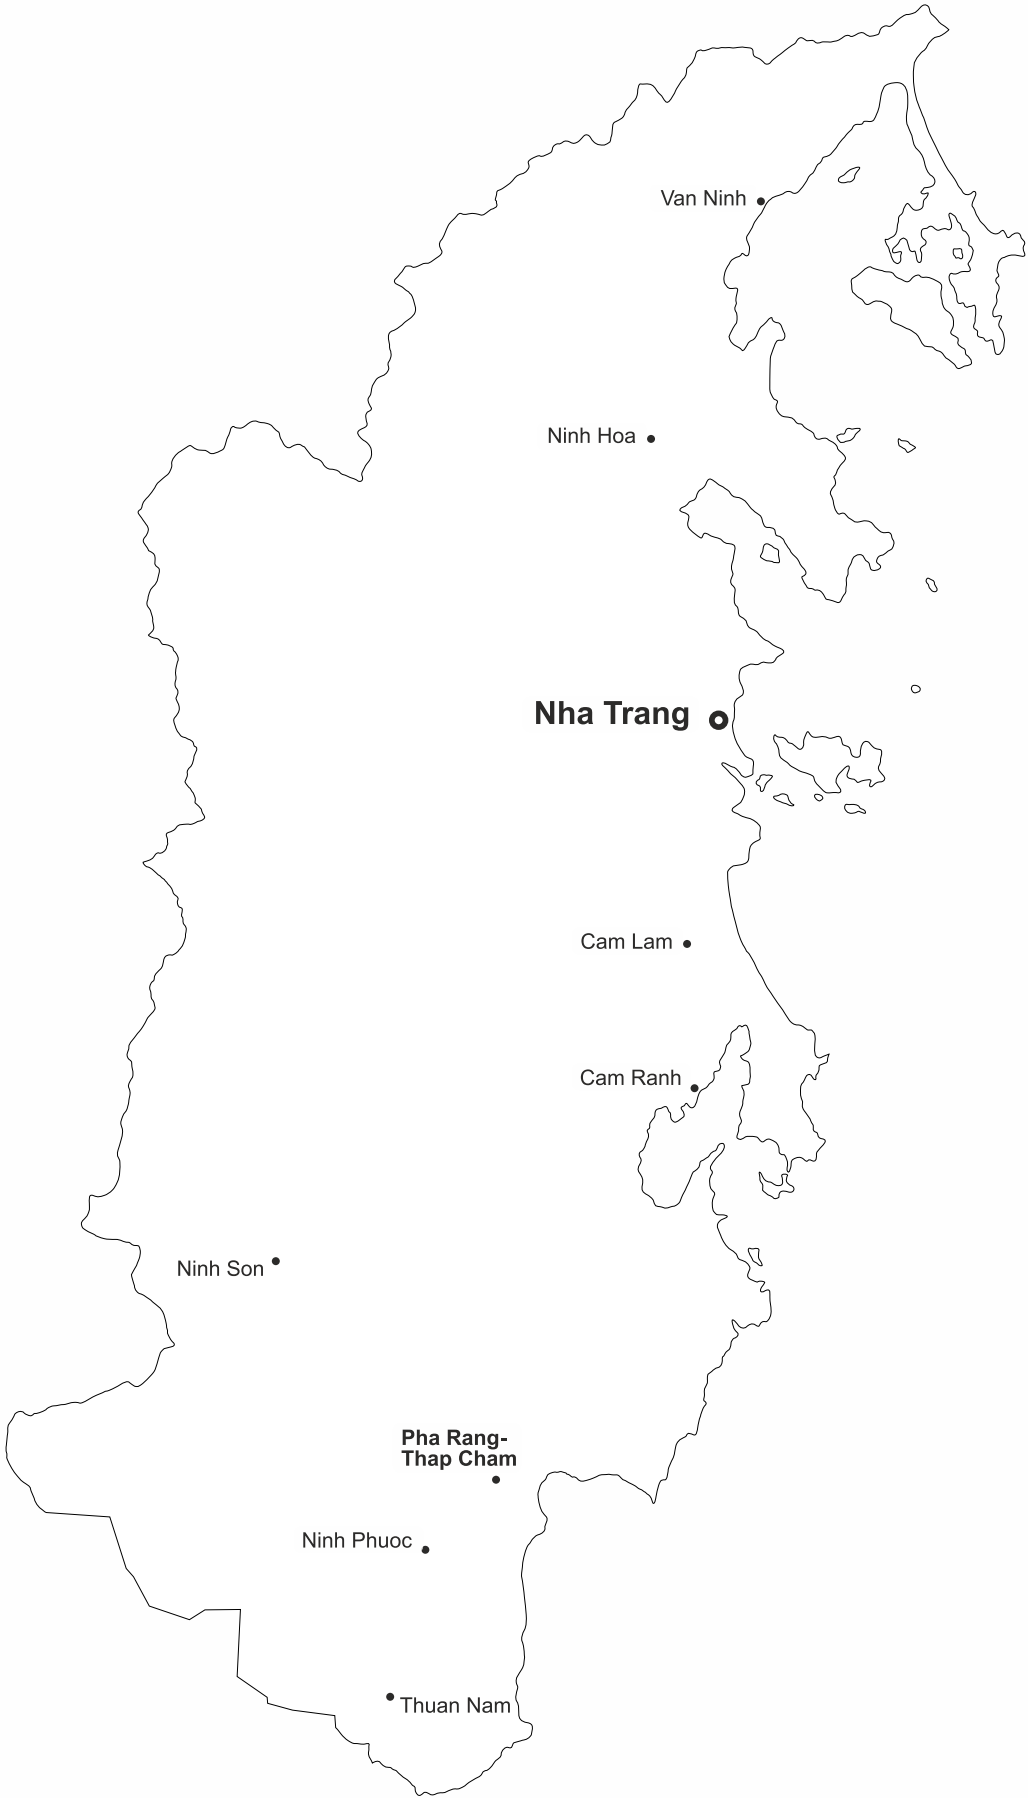 Van Ninh
Ninh Hoa
Nha Trang
Cam Lam
Cam Ranh
Ninh Son
Pha Rang-
Thap Cham
Ninh Phuoc
Thuan Nam